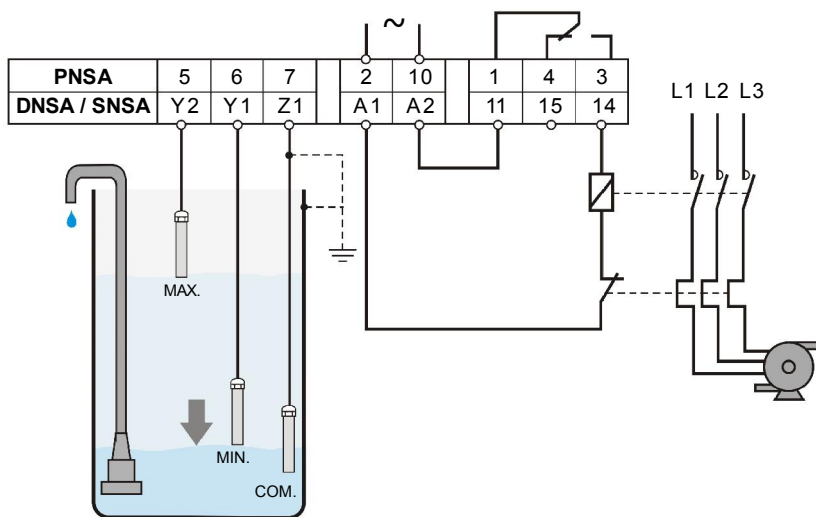 ~
PNSA 5 6 7 2 10 1 4 3
DNSA / SNSA Y2 Y1 Z1 A1 A2 11 15 14
L1 L2 L3
MAX.
MIN.
COM.